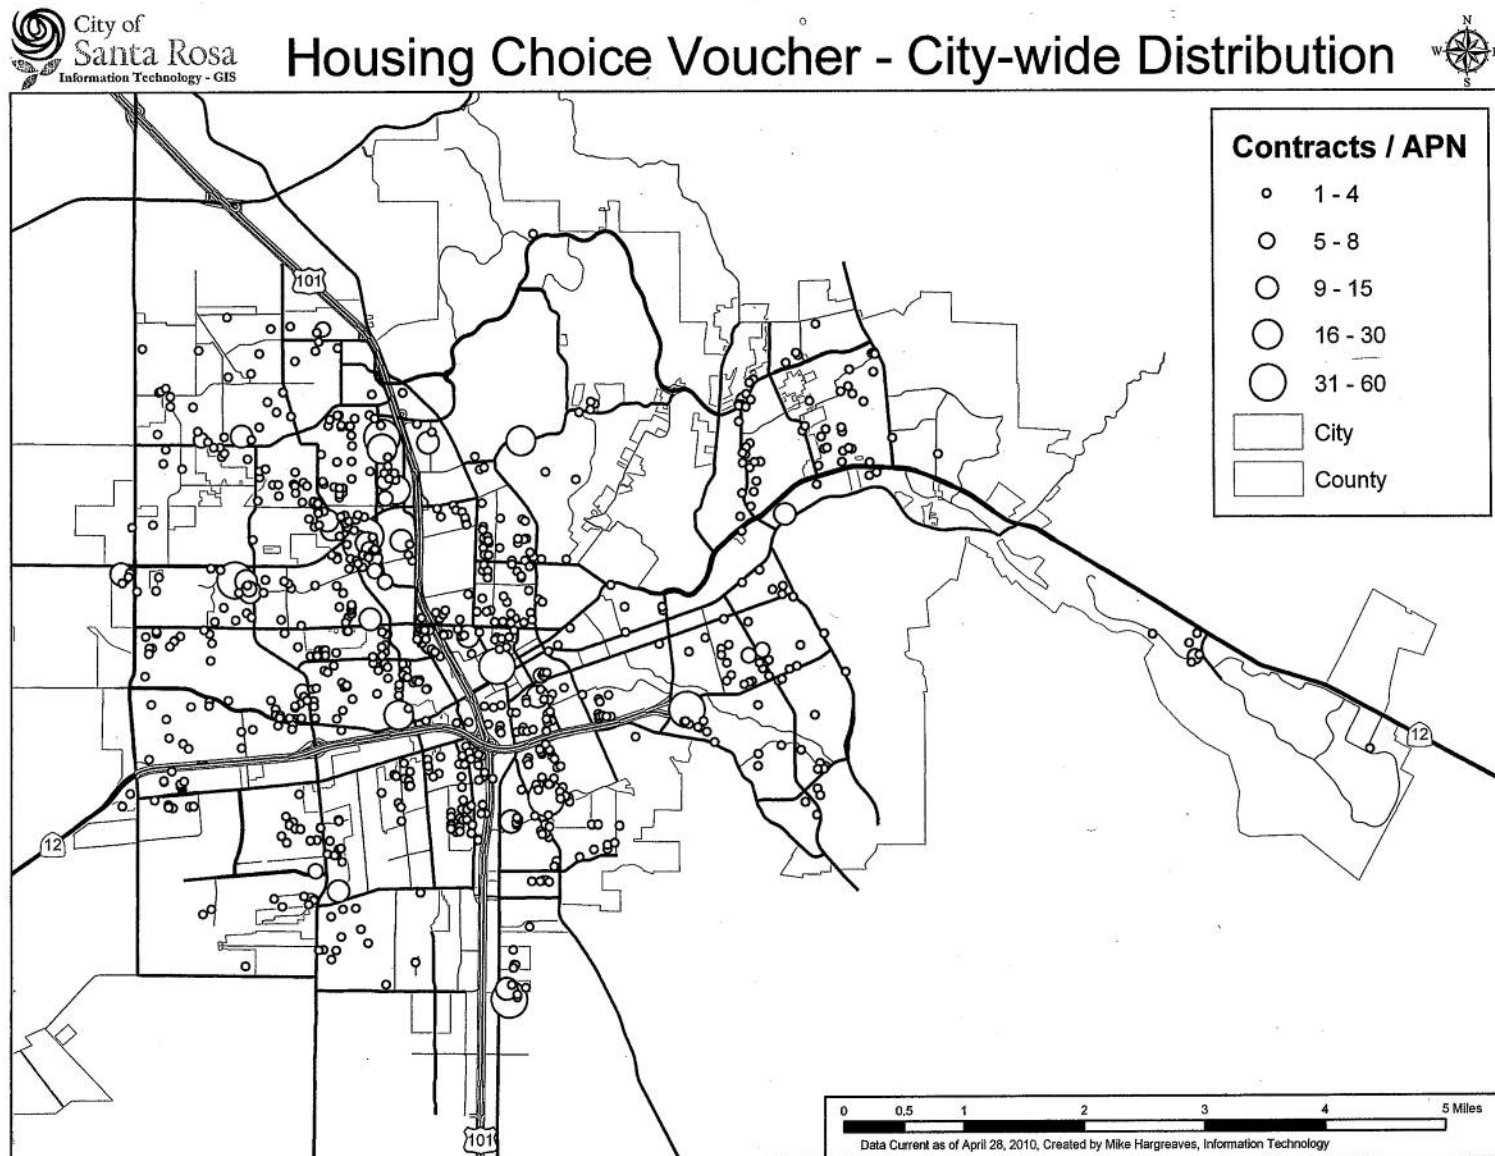 City of
Santa Rosa
Information Technology - GIS
Housing Choice Voucher - City-wide Distribution
N
W
S
Contracts / APN
1 - 4
5 - 8
9 - 15
16 - 30
31 - 60
City
County
101
12
12
101
0 0.5 1 2 3 4 5 Miles
Data Current as of April 28, 2010, Created by Mike Hargreaves, Information Technology